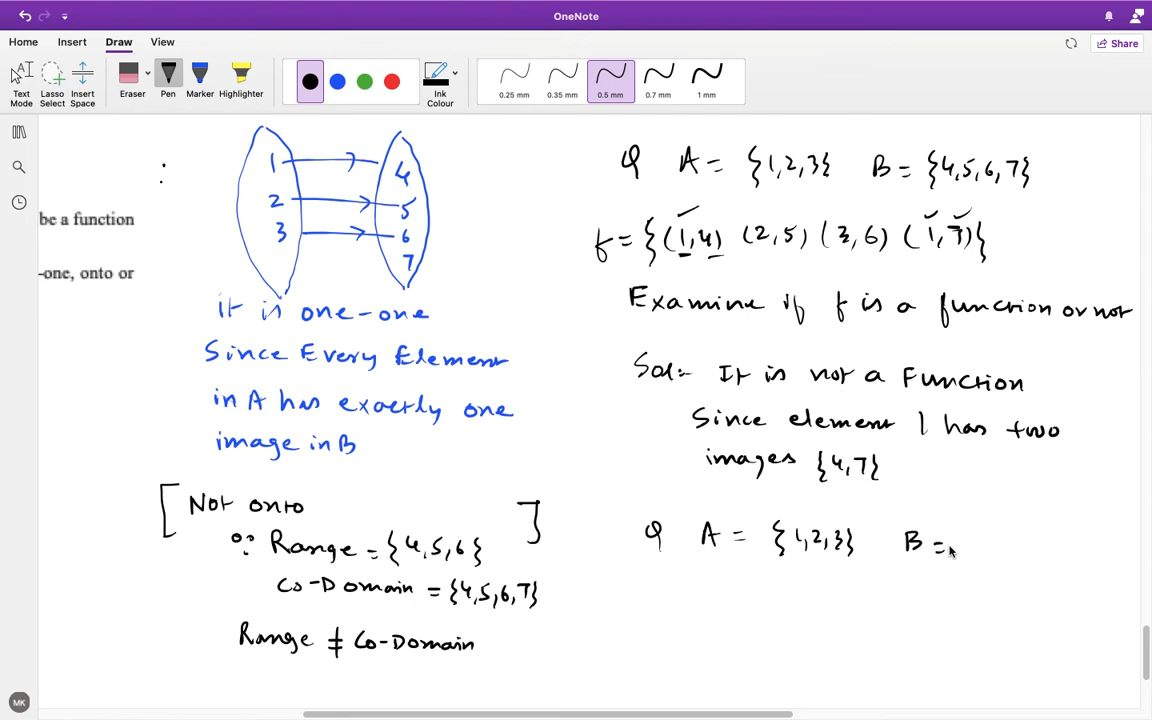 OneNote
Home Insert Draw View
Share
Text Mode
Lasso Select
Insert Space
Eraser
Pen
Marker
Highlighter
Ink Colour
0.25 mm
0.35 mm
0.5 mm
0.7 mm
1 mm
be a function
-one, onto or
:
1 4
2 5
3 6
7
it is one-one
Since Every Element
in A has exactly one
image in B
[Not onto
∵ Range = {4,5,6} ]
Co-Domain = {4,5,6,7}
Range ≠ Co-Domain
Q A = {1,2,3} B = {4,5,6,7}
f = {(1,4) (2,5) (3,6) (1,7)}
Examine if f is a function or not
Sol:- It is not a Function
Since element 1 has two
images {4,7}
Q A = {1,2,3} B =
MK